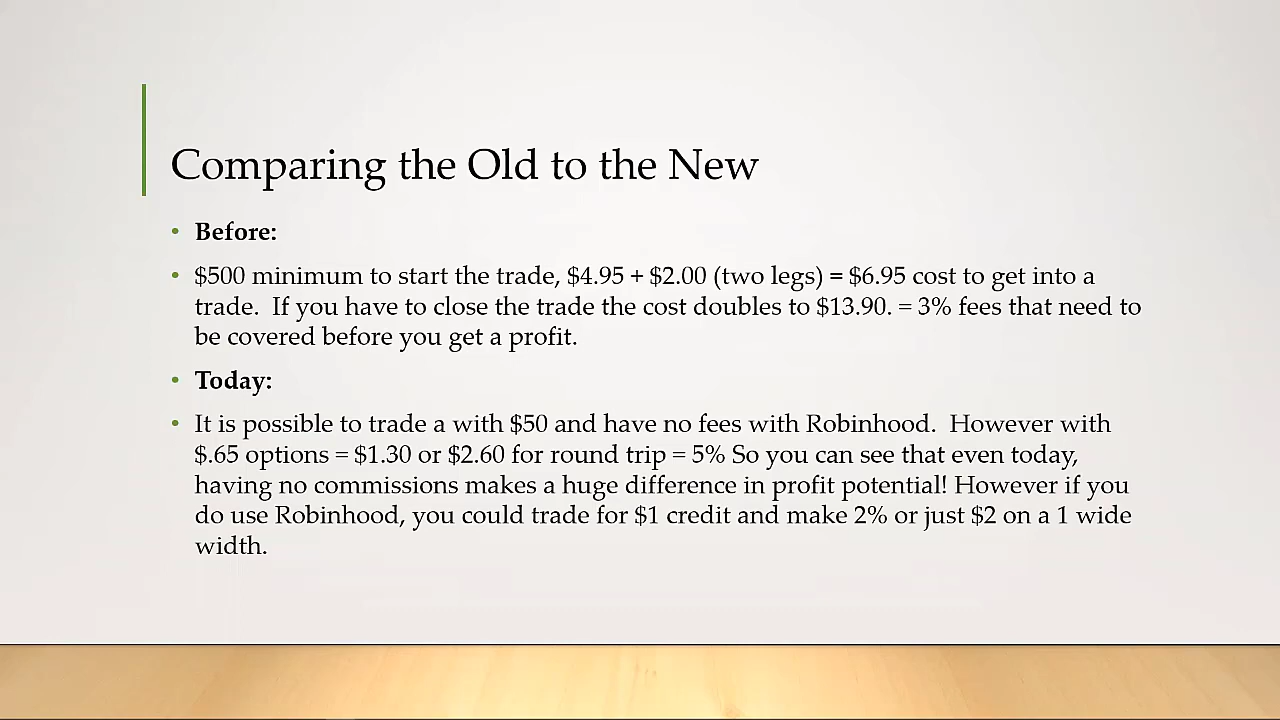 Comparing the Old to the New
• Before:
• $500 minimum to start the trade, $4.95 + $2.00 (two legs) = $6.95 cost to get into a
trade.  If you have to close the trade the cost doubles to $13.90. = 3% fees that need to
be covered before you get a profit.
• Today:
• It is possible to trade a with $50 and have no fees with Robinhood.  However with
$.65 options = $1.30 or $2.60 for round trip = 5% So you can see that even today,
having no commissions makes a huge difference in profit potential! However if you
do use Robinhood, you could trade for $1 credit and make 2% or just $2 on a 1 wide
width.